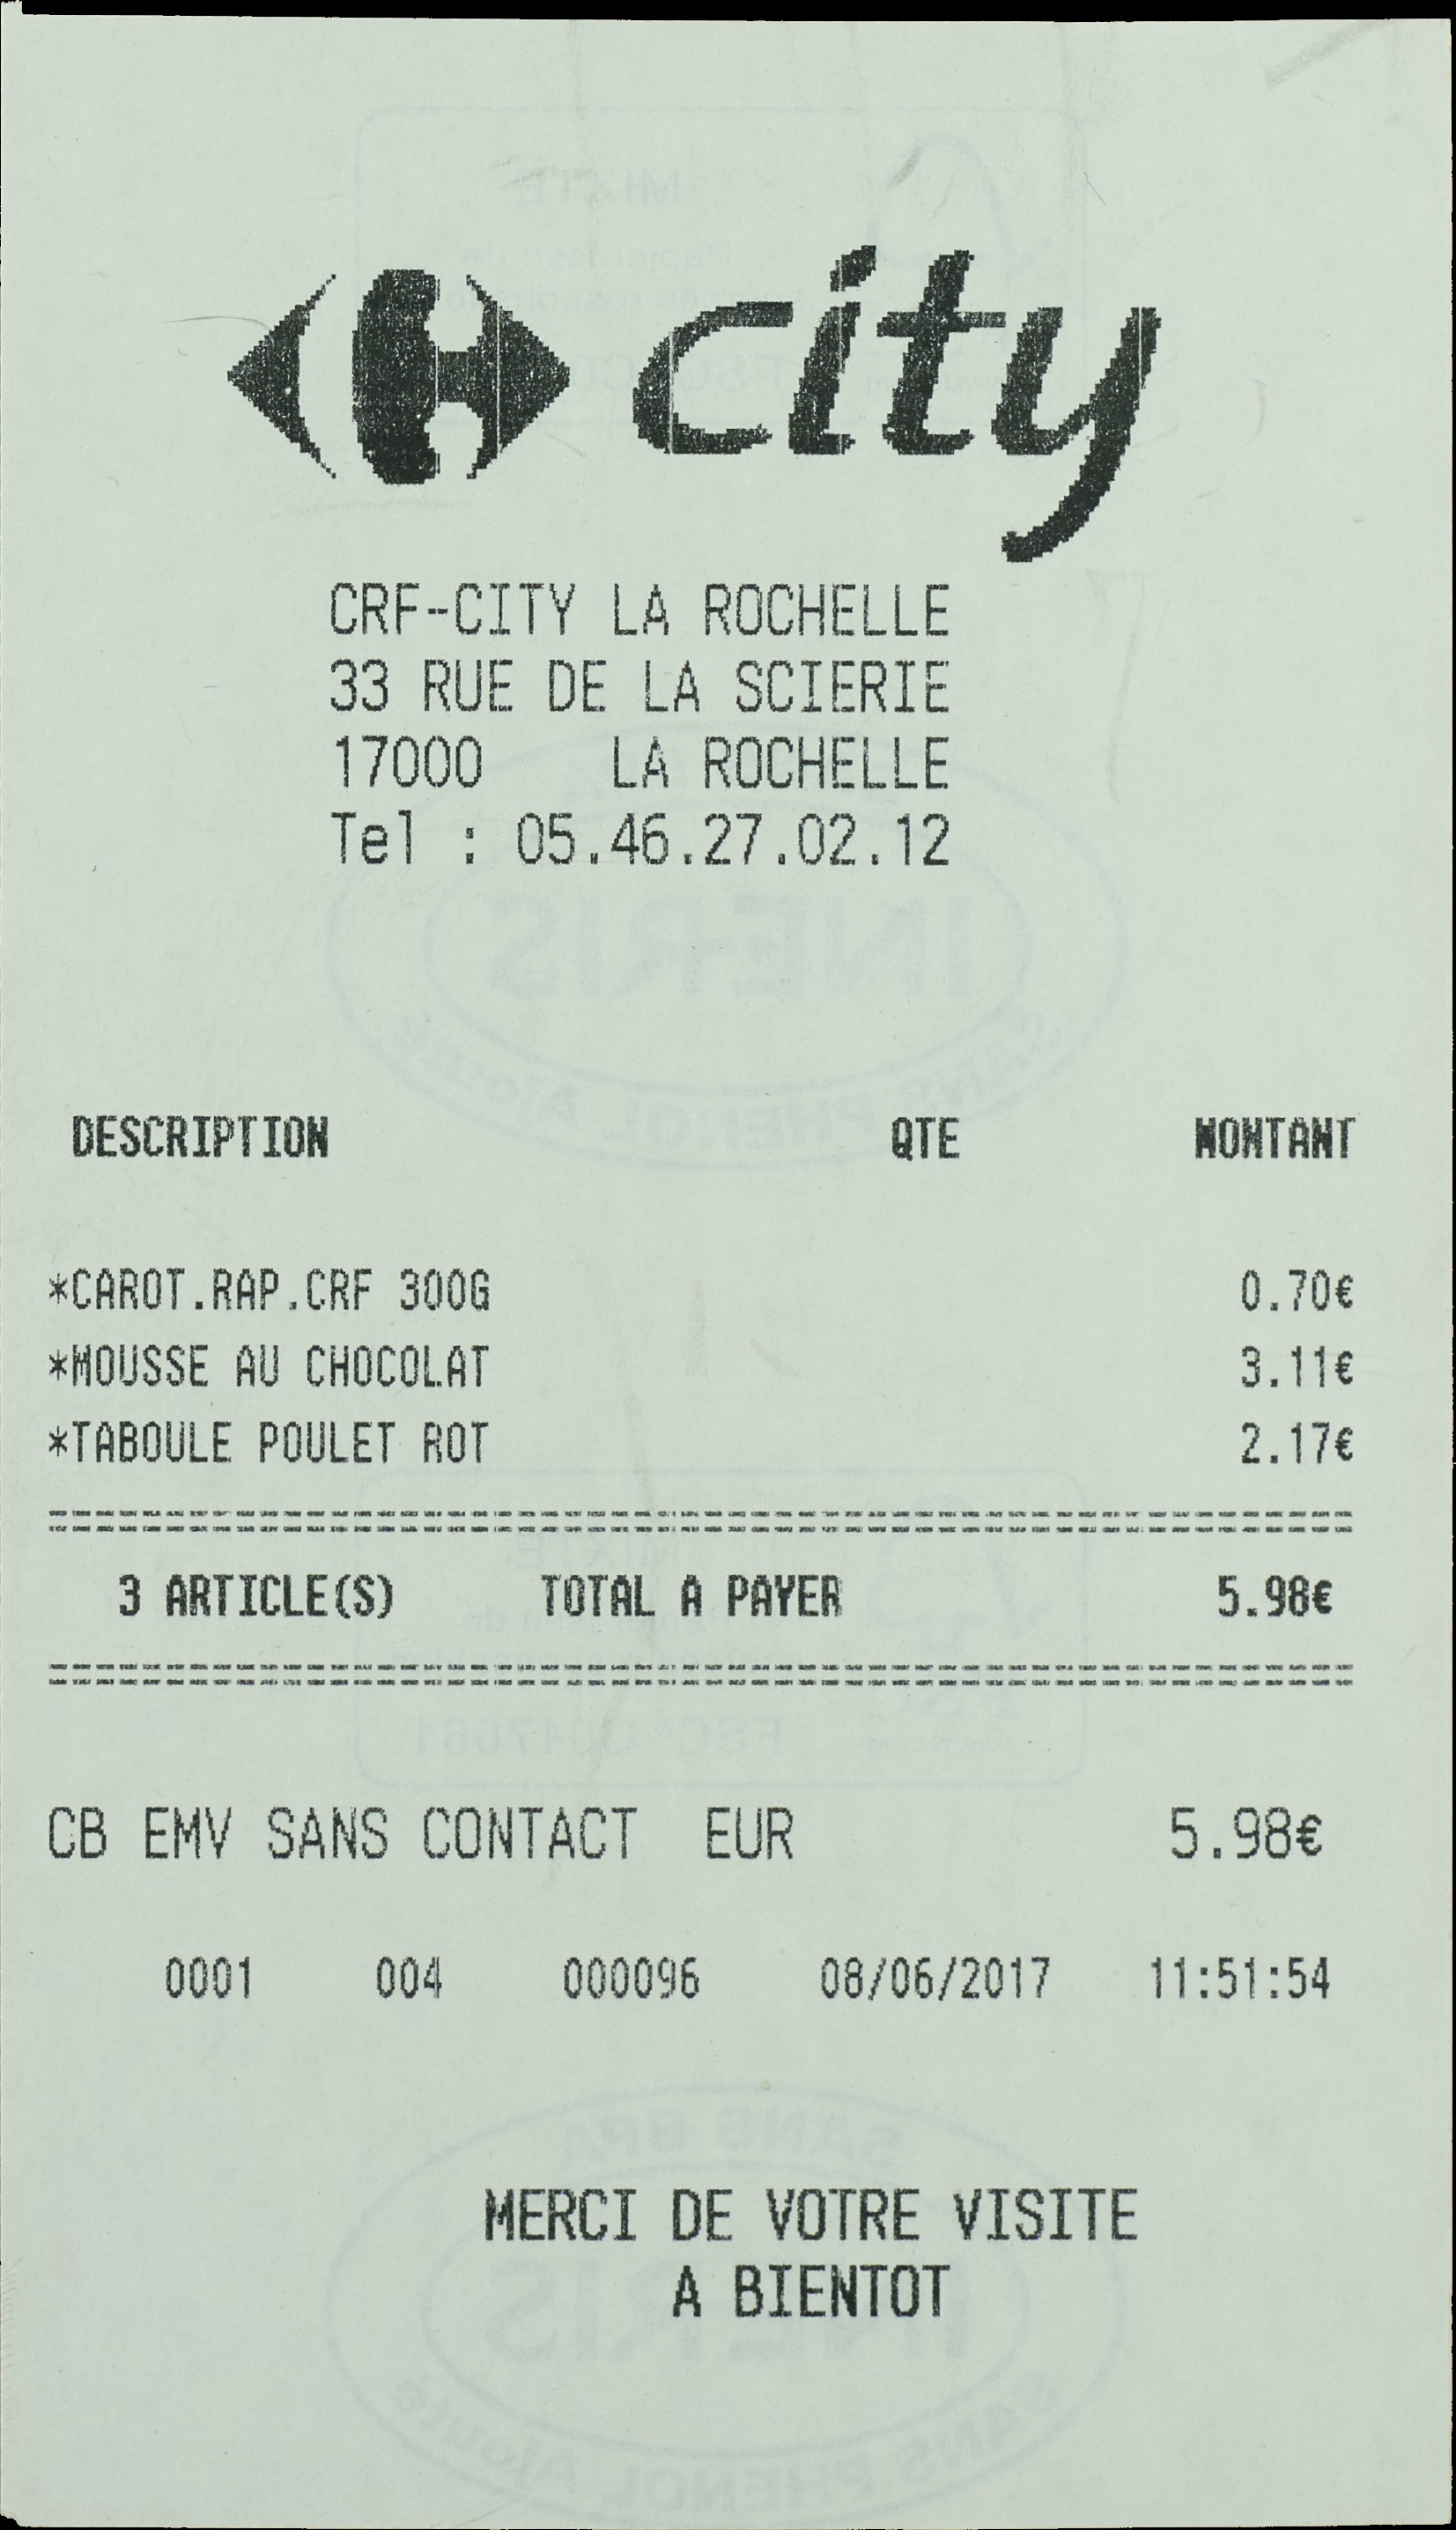 city
CRF-CITY LA ROCHELLE
33 RUE DE LA SCIERIE
17000 LA ROCHELLE
Tel : 05.46.27.02.12
DESCRIPTION QTE MONTANT
*CAROT.RAP.CRF 300G 0.70€
*MOUSSE AU CHOCOLAT 3.11€
*TABOULE POULET ROT 2.17€
3 ARTICLE(S) TOTAL A PAYER 5.98€
CB EMV SANS CONTACT EUR 5.98€
0001 004 000096 08/06/2017 11:51:54
MERCI DE VOTRE VISITE
A BIENTOT